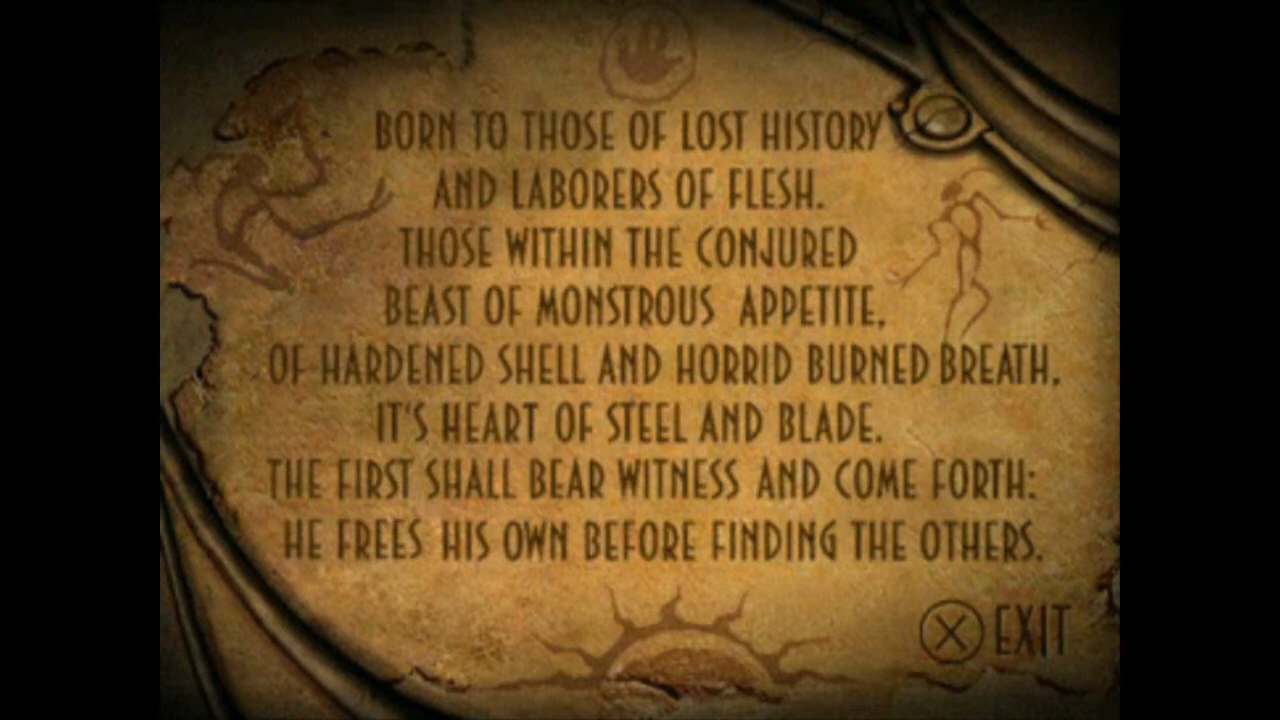 BORN TO THOSE OF LOST HISTORY
AND LABORERS OF FLESH.
THOSE WITHIN THE CONJURED
BEAST OF MONSTROUS APPETITE,
OF HARDENED SHELL AND HORRID BURNED BREATH,
IT'S HEART OF STEEL AND BLADE.
THE FIRST SHALL BEAR WITNESS AND COME FORTH:
HE FREES HIS OWN BEFORE FINDING THE OTHERS.
X EXIT